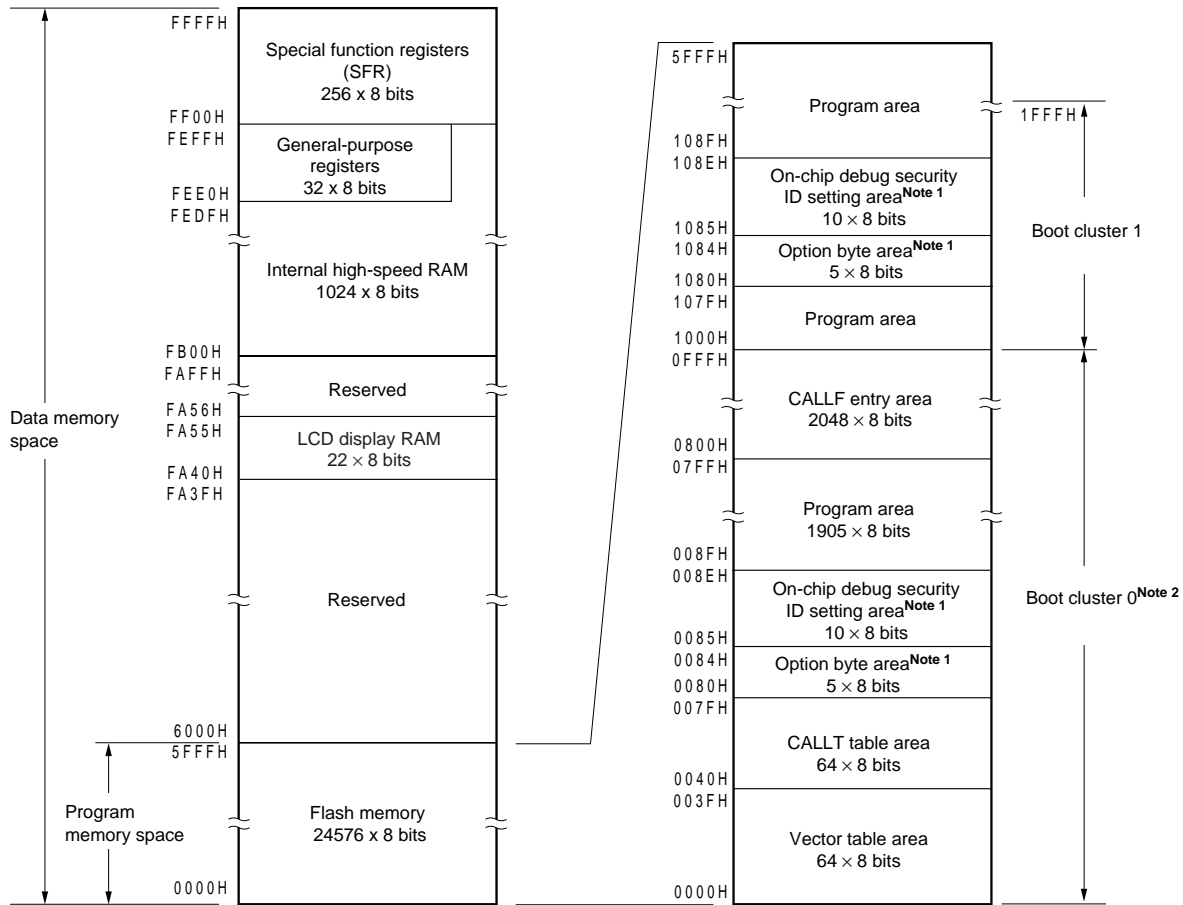 Data memory
space
Program
memory space
FFFFH
Special function registers
(SFR)
256 x 8 bits
FF00H
FEFFH
General-purpose
registers
32 x 8 bits
FEE0H
FEDFH
Internal high-speed RAM
1024 x 8 bits
FB00H
FAFFH
Reserved
FA56H
FA55H
LCD display RAM
22 × 8 bits
FA40H
FA3FH
Reserved
6000H
5FFFH
Flash memory
24576 x 8 bits
0000H
5FFFH
Program area
1FFFH
108FH
108EH
On-chip debug security
ID setting area Note 1
10 × 8 bits
1085H
1084H
Option byte area Note 1
5 × 8 bits
1080H
107FH
Program area
1000H
0FFFH
Boot cluster 1
CALLF entry area
2048 × 8 bits
0800H
07FFH
Program area
1905 × 8 bits
008FH
008EH
On-chip debug security
ID setting area Note 1
10 × 8 bits
0085H
0084H
Option byte area Note 1
5 × 8 bits
0080H
007FH
CALLT table area
64 × 8 bits
0040H
003FH
Vector table area
64 × 8 bits
0000H
Boot cluster 0 Note 2